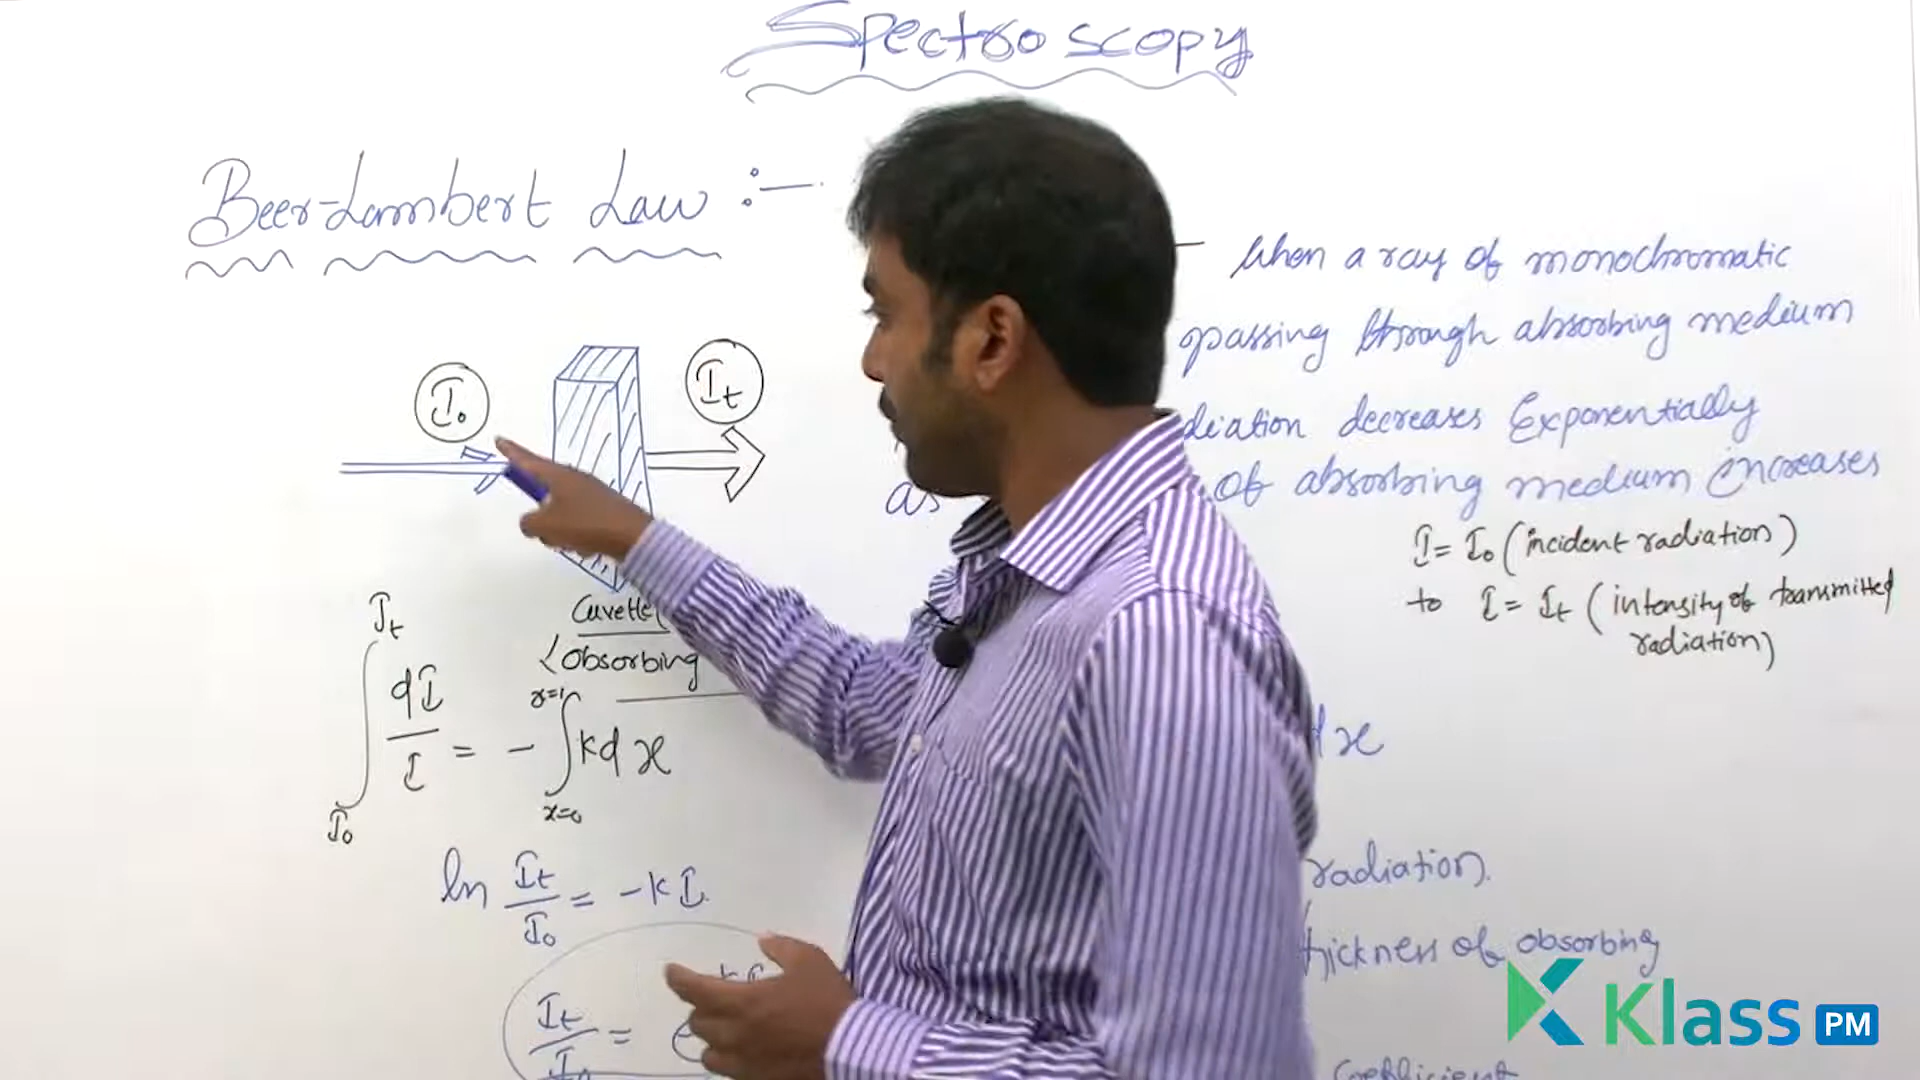 Spectroscopy
Beer-Lambert Law :-
- When a ray of monochromatic
passing through absorbing medium
diation decreases Exponentially
as of absorbing medium increases
I₀
Iₜ
I = I₀ (incident radiation)
to I = Iₜ (intensity of transmitted
radiation)
Cuvette
(Absorbing
∫ I₀ Iₜ dI/I = - ∫ x=0 x=l k dx
dx
ln Iₜ/I₀ = -kl
radiation.
thickness of absorbing
Iₜ/I₀ = e
coefficient
Klass PM